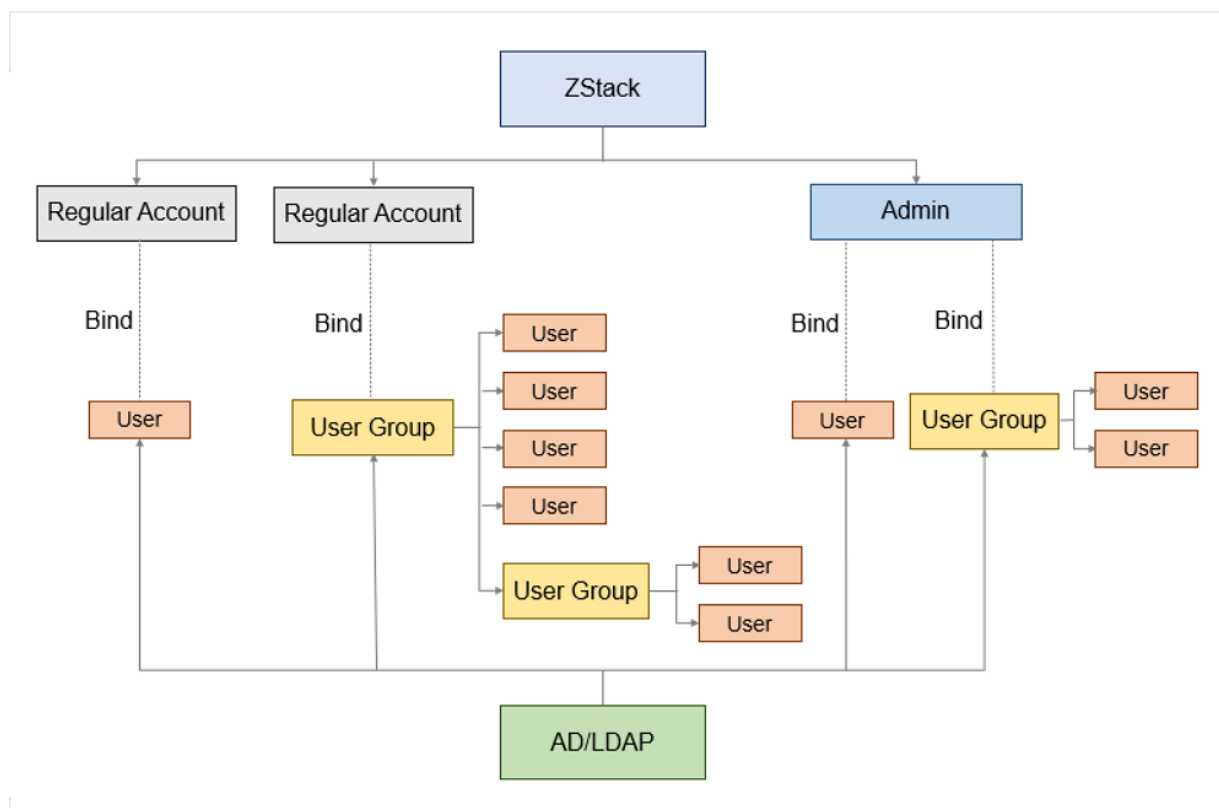 ZStack
Regular Account
Regular Account
Admin
Bind
Bind
Bind
Bind
User
User Group
User
User
User
User
User Group
User
User
User
User Group
User
User
AD/LDAP